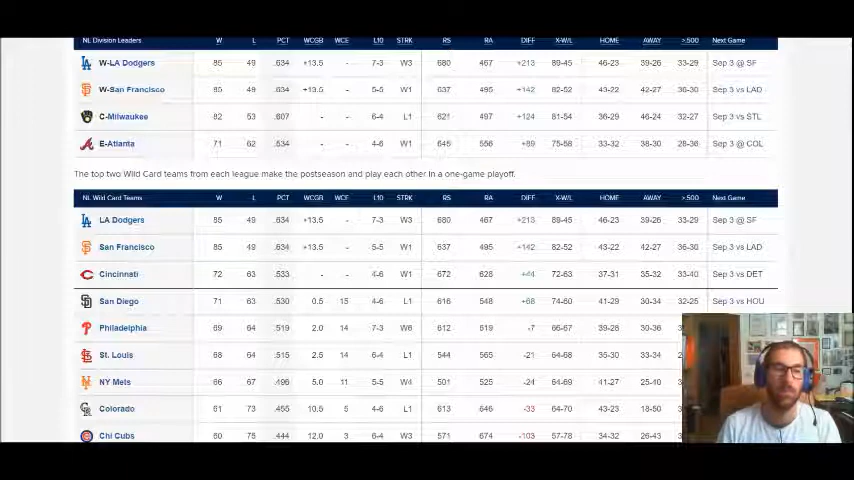 NL Division Leaders W L PCT WCGB WCE L10 STRK RS RA DIFF X-W/L HOME AWAY >.500 Next Game
W-LA Dodgers 85 49 .634 +13.5 - 7-3 W3 680 467 +213 89-45 46-23 39-26 33-29 Sep 3 @ SF
W-San Francisco 85 49 .634 +13.5 - 5-5 W1 637 495 +142 82-52 43-22 42-27 36-30 Sep 3 vs LAD
C-Milwaukee 82 53 .607 - - 6-4 L1 621 497 +124 81-54 36-29 46-24 32-27 Sep 3 vs STL
E-Atlanta 71 62 .534 - - 4-6 W1 645 556 +89 75-58 33-32 38-30 28-36 Sep 3 @ COL
The top two Wild Card teams from each league make the postseason and play each other in a one-game playoff.
NL Wild Card Teams W L PCT WCGB WCE L10 STRK RS RA DIFF X-W/L HOME AWAY >.500 Next Game
LA Dodgers 85 49 .634 +13.5 - 7-3 W3 680 467 +213 89-45 46-23 39-26 33-29 Sep 3 @ SF
San Francisco 85 49 .634 +13.5 - 5-5 W1 637 495 +142 82-52 43-22 42-27 36-30 Sep 3 vs LAD
Cincinnati 72 63 .533 - - 4-6 W1 672 628 +44 72-63 37-31 35-32 33-40 Sep 3 vs DET
San Diego 71 63 .530 0.5 15 4-6 L1 616 548 +68 74-60 41-29 30-34 32-25 Sep 3 vs HOU
Philadelphia 69 64 .519 2.0 14 7-3 W6 612 619 -7 66-67 39-28 30-36
St. Louis 68 64 .515 2.5 14 6-4 L1 544 565 -21 64-68 35-30 33-34
NY Mets 66 67 .496 5.0 11 5-5 W4 501 525 -24 64-69 41-27 25-40
Colorado 61 73 .455 10.5 5 4-6 L1 613 646 -33 64-70 43-23 18-50
Chi Cubs 60 75 .444 12.0 3 6-4 W3 571 674 -103 57-78 34-32 26-43